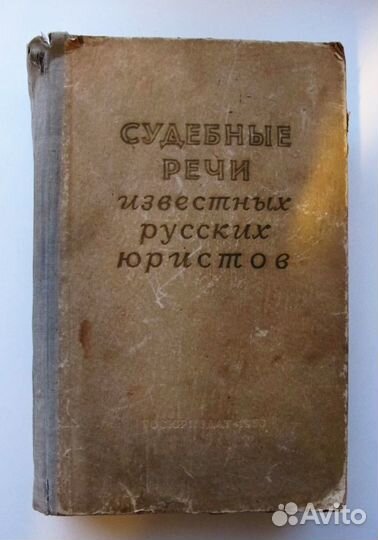 СУДЕБНЫЕ
РЕЧИ
известных
русских
юристов
Avito